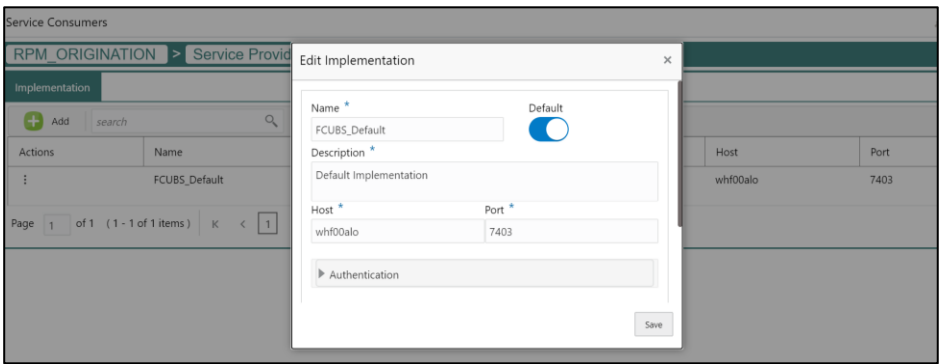 Service Consumers
RPM_ORIGINATION > Service Provid
Implementation
Add search
Actions Name Host Port
FCUBS_Default whf00alo 7403
Page 1 of 1 (1 - 1 of 1 items) K < 1
Edit Implementation ×
Name * Default
FCUBS_Default
Description *
Default Implementation
Host * Port *
whf00alo 7403
Authentication
Save